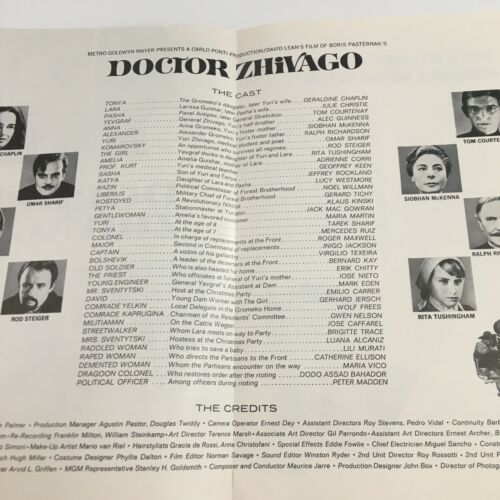 METRO-GOLDWYN-MAYER PRESENTS A CARLO PONTI PRODUCTION/DAVID LEAN'S FILM OF BORIS PASTERNAK'S
DOCTOR ZHIVAGO
THE CAST
TONYA The Gromeko's daughter, later Yuri's wife GERALDINE CHAPLIN
LARA Larissa Guishar, later Pasha's wife JULIE CHRISTIE
PASHA Pavel Antipov, later General Strelnikov TOM COURTENAY
YEVGRAF General Zhivago, Yuri's half-brother ALEC GUINNESS
ANNA Anna Gromeko, Yuri's foster mother SIOBHAN McKENNA
ALEXANDER Alexander Gromeko, Yuri's foster father RALPH RICHARDSON
YURI Yuri Zhivago, medical student and poet OMAR SHARIF
KOMAROVSKY An opportunist who survives all regimes ROD STEIGER
THE GIRL Thought to be daughter of Yuri and Lara RITA TUSHINGHAM
AMELIA Amelia Guishar, mother of Lara ADRIENNE CORRI
PROF. KURT Yuri's medical teacher GEOFFREY KEEN
SASHA Son of Yuri and Tonya JEFFREY ROCKLAND
KATYA Daughter of Lara and Pasha LUCY WESTMORE
RAZIN Political Commissar of Forest Brotherhood NOEL WILLMAN
LIBERIUS Military Chief of Forest Brotherhood GERARD TICHY
KOSTOYED A Revolutionary Nihilist KLAUS KINSKI
PETYA Stationmaster at Yuriatin JACK MAC GOWRAN
GENTLEWOMAN Amelia's favored customer MARIA MARTIN
YURI At the age of 8 TAREK SHARIF
TONYA At the age of 7 MERCEDES RUIZ
COLONEL In charge of replacements at the Front ROGER MAXWELL
MAJOR Second in Command of replacements INIGO JACKSON
CAPTAIN A victim of his gallantry VIRGILIO TEXEIRA
BOLSHEVIK A leader of the deserters at the Front BERNARD KAY
OLD SOLDIER Who is also headed for home ERIK CHITTY
THE PRIEST Who officiates at funeral of Yuri's mother JOSE NIETO
YOUNG ENGINEER General Yevgraf's Assistant at Dam MARK EDEN
MR. SVENTYTSKI Host at the Christmas Party EMILIO CARRER
DAVID Young Dam Worker with The Girl GERHARD JERSCH
COMRADE YELKIN Local Delegate in the Gromeko Home WOLF FREES
COMRADE KAPRUGINA Chairman of the Residents' Committee GWEN NELSON
MILITIAMAN On the Cattle Wagon JOSE CAFFAREL
STREETWALKER Whom Lara meets on way to Party BRIGITTE TRACE
MRS. SVENTYTSKI Hostess at the Christmas Party LUANA ALCANIZ
RADDLED WOMAN Who tries to save a baby LILI MURATI
RAPED WOMAN Who directs the Partisans to the Front CATHERINE ELLISON
DEMENTED WOMAN Whom the Partisans encounter on the way MARIA VICO
DRAGOON COLONEL Who restores order after the rioting DODO ASSAD BAHADOR
POLITICAL OFFICER Among officers during rioting PETER MADDEN
CHAPLIN
OMAR SHARIF
ROD STEIGER
TOM COURTE
SIOBHAN McKENNA
RALPH RI
RITA TUSHINGHAM
THE CREDITS
n Palmer • Production Manager Agustin Pastor, Douglas Twiddy • Camera Operator Ernest Day • Assistant Directors Roy Stevens, Pedro Vidal • Continuity Barb
Re-Recording Franklin Milton, William Steinkamp • Art Director Terence Marsh • Associate Art Director Gil Parrondo • Assistant Art Directors Ernest Archer, B
o Simoni • Make-Up Artist Mario van Riel • Hairstylists Gracia de Rossi, Anna Christofani • Special Effects Eddie Fowlie • Chief Electrician Miguel Sancho • Const
ch Hugh Miller • Costume Designer Phyllis Dalton • Film Editor Norman Savage • Sound Editor Winston Ryder • 2nd Unit Director Roy Rossotti • 2nd Unit P
er Arvid L. Griffen • MGM Representative Stanley H. Goldsmith • Composer and Conductor Maurice Jarre • Production Designer John Box • Director of Photog